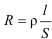 R = ρ l/S